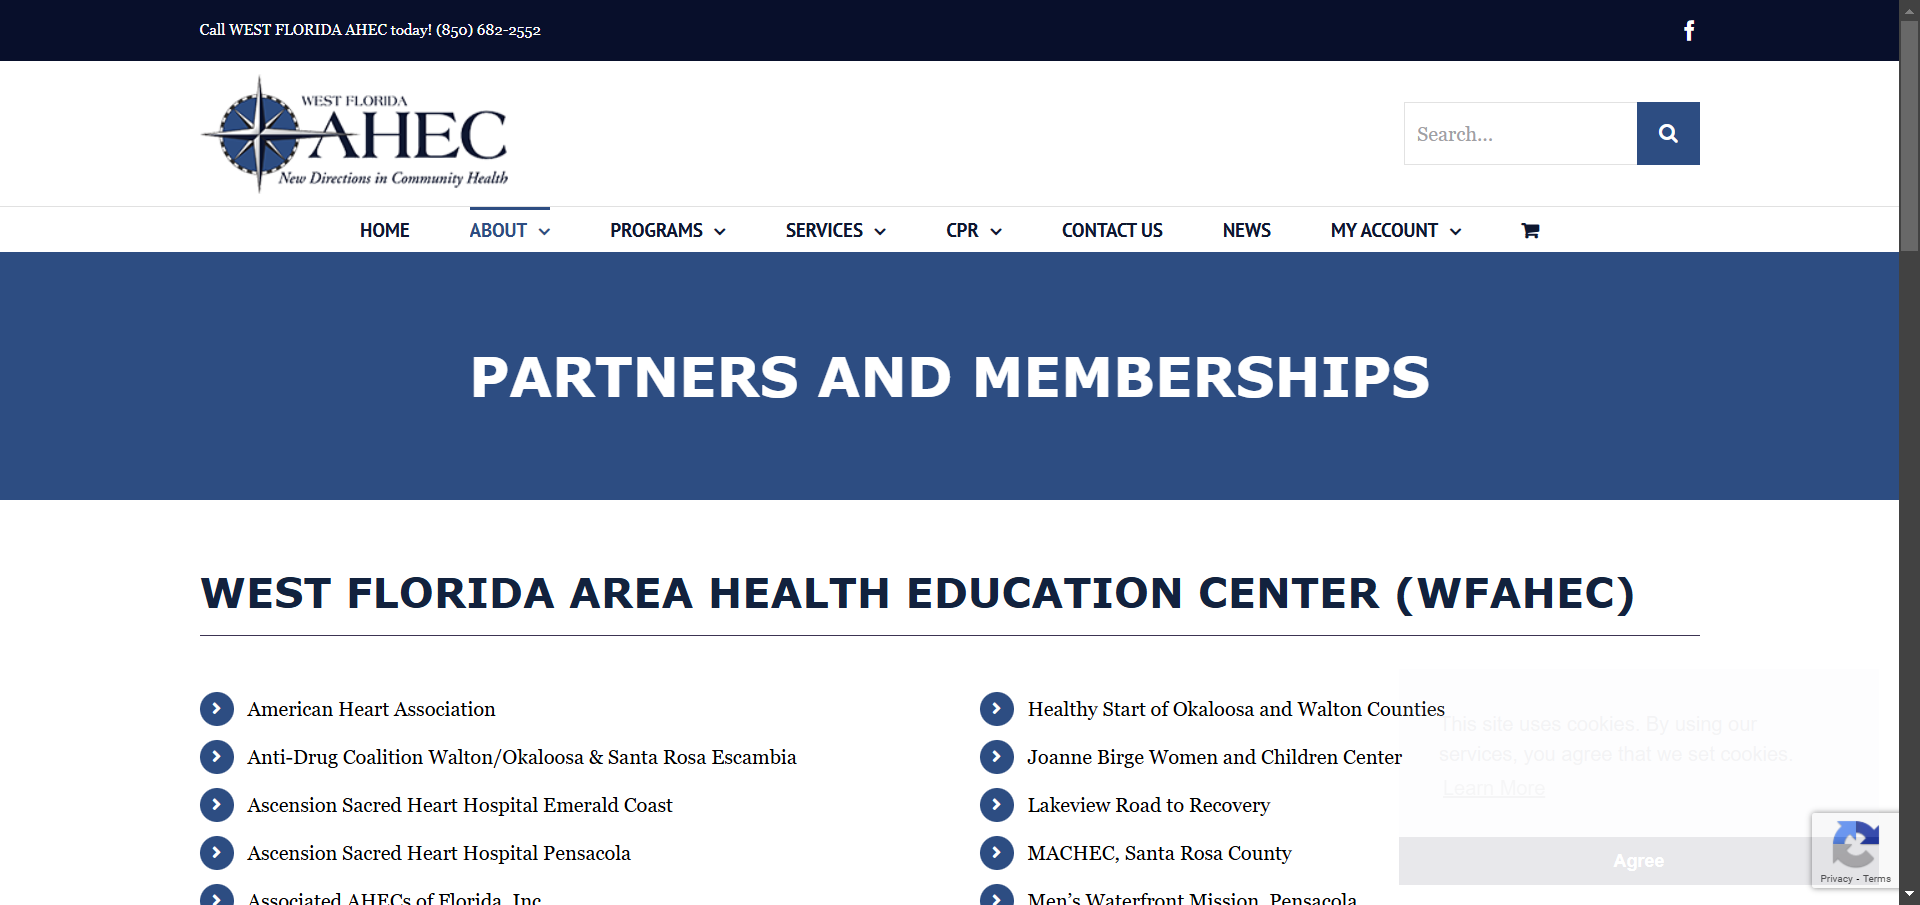 Call WEST FLORIDA AHEC today! (850) 682-2552
WEST FLORIDA
AHEC
New Directions in Community Health
Search...
HOME
ABOUT
PROGRAMS
SERVICES
CPR
CONTACT US
NEWS
MY ACCOUNT
PARTNERS AND MEMBERSHIPS
WEST FLORIDA AREA HEALTH EDUCATION CENTER (WFAHEC)
American Heart Association
Anti-Drug Coalition Walton/Okaloosa & Santa Rosa Escambia
Ascension Sacred Heart Hospital Emerald Coast
Ascension Sacred Heart Hospital Pensacola
Associated AHECs of Florida, Inc
Healthy Start of Okaloosa and Walton Counties
Joanne Birge Women and Children Center
Lakeview Road to Recovery
MACHEC, Santa Rosa County
Men's Waterfront Mission, Pensacola
This site uses cookies. By using our
services, you agree that we set cookies.
Learn More
Agree
Privacy - Terms